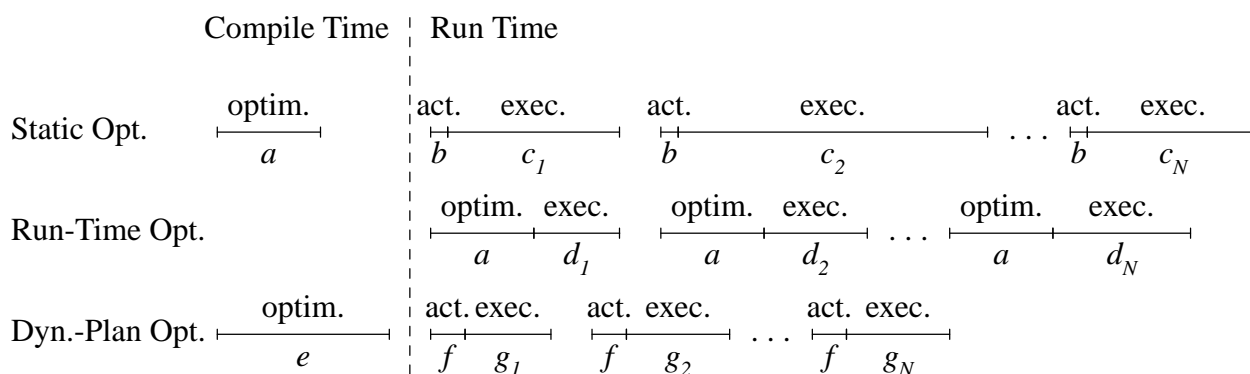 Compile Time Run Time
optim. act. exec. act. exec. act. exec.
Static Opt. . . .
a b c1 b c2 b cN
optim. exec. optim. exec. optim. exec.
Run-Time Opt. . . .
a d1 a d2 a dN
optim. act. exec. act. exec. act. exec.
Dyn.-Plan Opt. . . .
e f g1 f g2 f gN